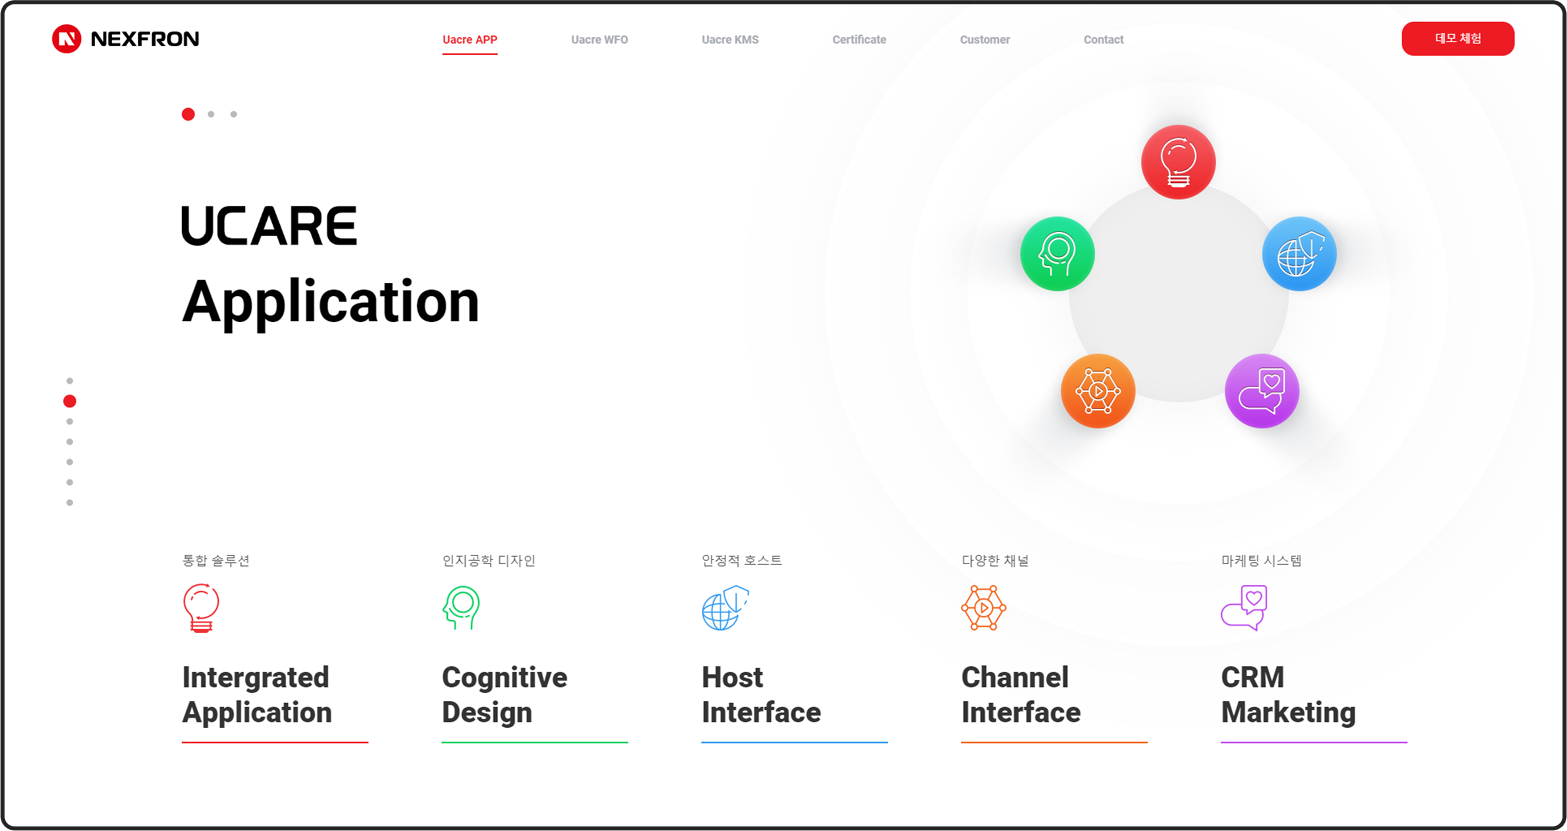 NEXFRON
Uacre APP
Uacre WFO
Uacre KMS
Certificate
Customer
Contact
데모 체험
UCARE
Application
통합 솔루션
Intergrated
Application
인지공학 디자인
Cognitive
Design
안정적 호스트
Host
Interface
다양한 채널
Channel
Interface
마케팅 시스템
CRM
Marketing